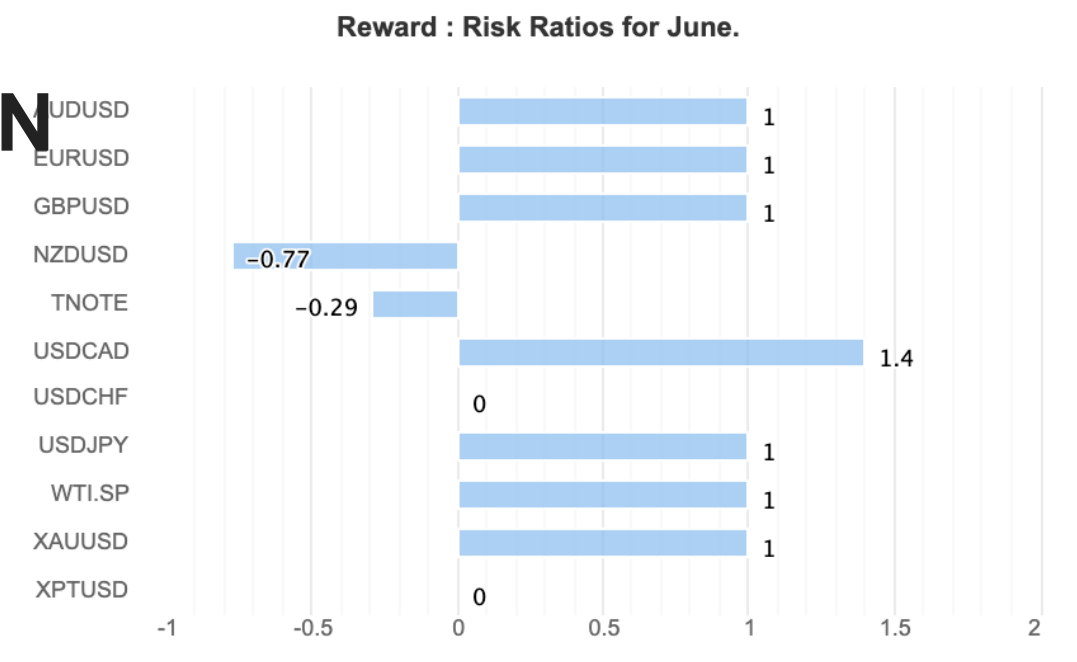 Reward : Risk Ratios for June.
N
AUDUSD 1
EURUSD 1
GBPUSD 1
NZDUSD −0.77
TNOTE −0.29
USDCAD 1.4
USDCHF 0
USDJPY 1
WTI.SP 1
XAUUSD 1
XPTUSD 0
-1 -0.5 0 0.5 1 1.5 2